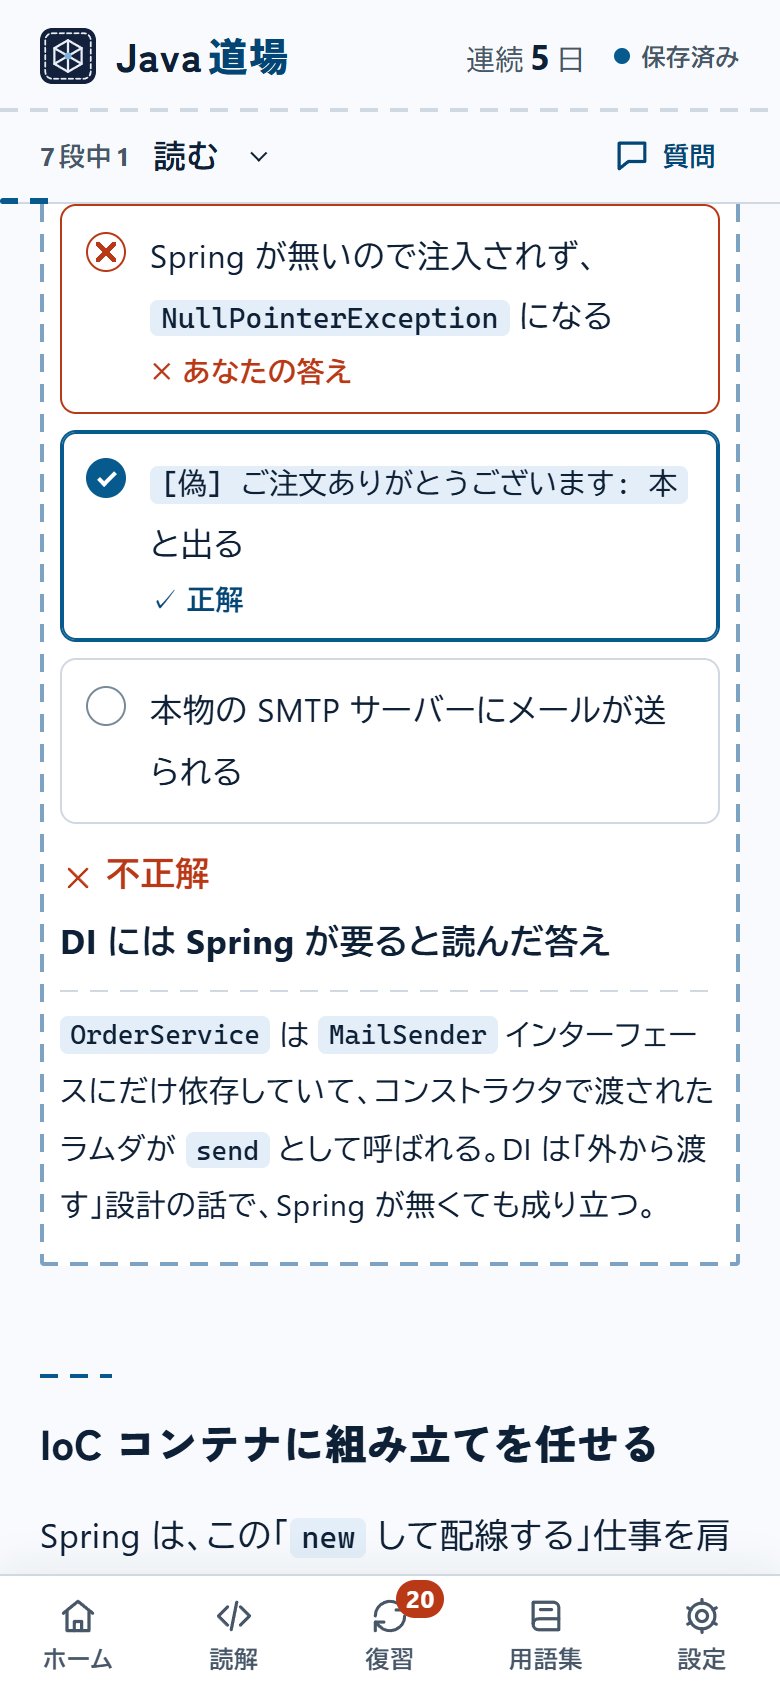 Java道場
連続 5 日
保存済み
7段中1 読む
質問
Spring が無いので注入されず、
NullPointerException になる
× あなたの答え
[偽] ご注文ありがとうございます: 本
と出る
✓ 正解
本物の SMTP サーバーにメールが送
られる
× 不正解
DI には Spring が要ると読んだ答え
OrderService は MailSender インターフェー
スにだけ依存していて、コンストラクタで渡された
ラムダが send として呼ばれる。DI は「外から渡
す」設計の話で、Spring が無くても成り立つ。
IoC コンテナに組み立てを任せる
Spring は、この「new して配線する」仕事を肩
20
ホーム
読解
復習
用語集
設定